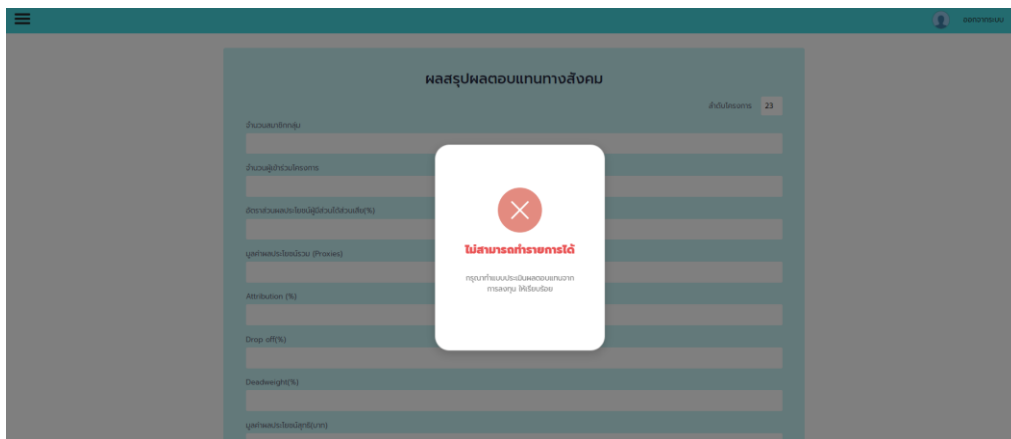 ออกจากระบบ
ผลสรุปผลตอบแทนทางสังคม
ลำดับโครงการ 23
จำนวนสมาชิกกลุ่ม
จำนวนผู้เข้าร่วมโครงการ
อัตราส่วนผลประโยชน์ผู้มีส่วนได้ส่วนเสีย(%)
มูลค่าผลประโยชน์รวม (Proxies)
Attribution (%)
Drop off(%)
Deadweight(%)
มูลค่าผลประโยชน์สุทธิ(บาท)
ไม่สามารถทำรายการได้
กรุณาทำแบบประเมินผลตอบแทนจาก
การลงทุน ให้เรียบร้อย